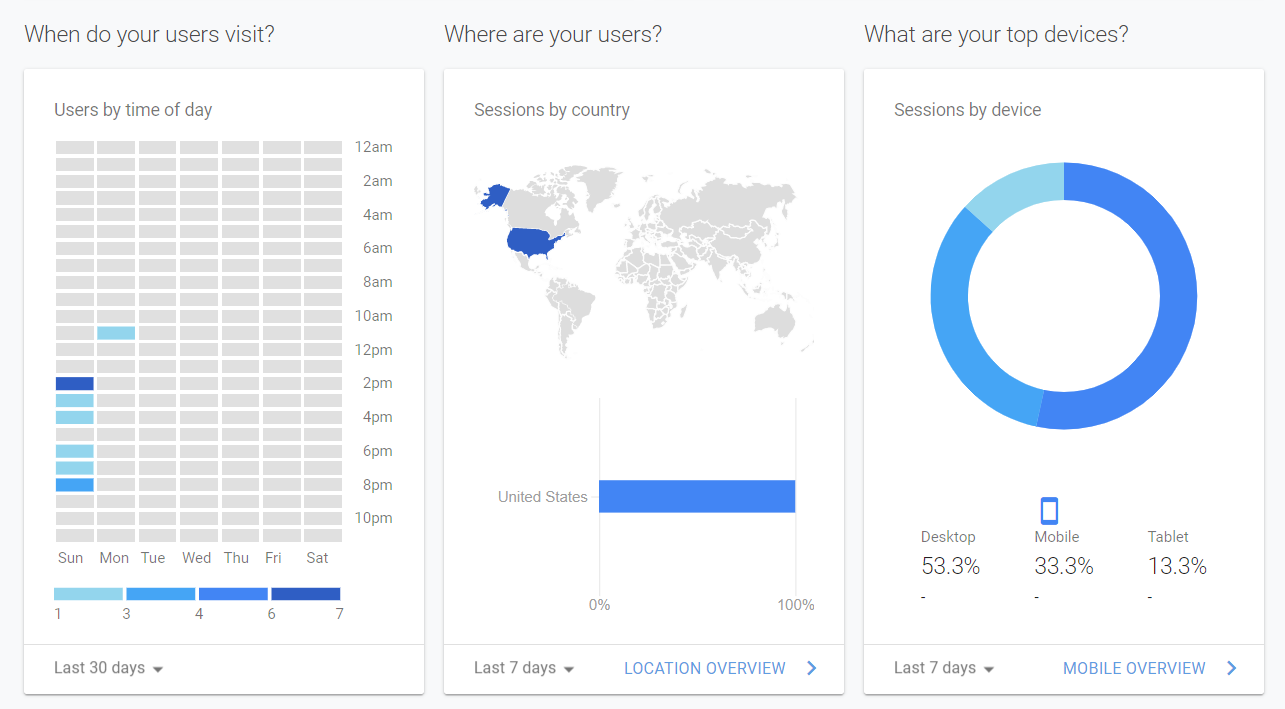 When do your users visit?
Users by time of day
12am
2am
4am
6am
8am
10am
12pm
2pm
4pm
6pm
8pm
10pm
Sun Mon Tue Wed Thu Fri Sat
1 3 4 6 7
Last 30 days
Where are your users?
Sessions by country
United States
0% 100%
Last 7 days LOCATION OVERVIEW
What are your top devices?
Sessions by device
Desktop Mobile Tablet
53.3% 33.3% 13.3%
- - -
Last 7 days MOBILE OVERVIEW